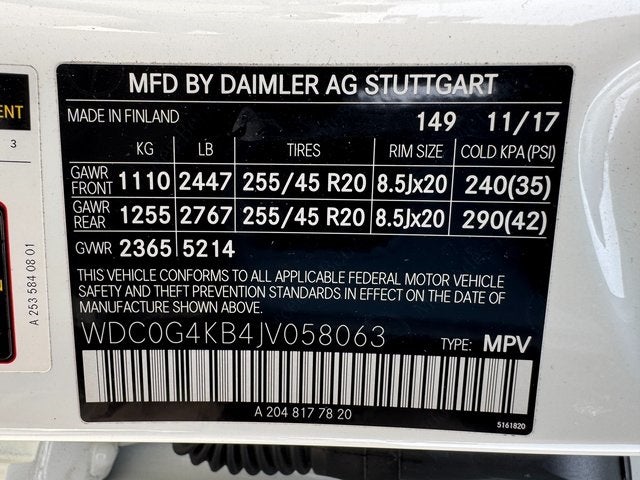 MFD BY DAIMLER AG STUTTGART
MADE IN FINLAND 149 11/17
KG LB TIRES RIM SIZE COLD KPA (PSI)
GAWR FRONT 1110 2447 255/45 R20 8.5Jx20 240(35)
GAWR REAR 1255 2767 255/45 R20 8.5Jx20 290(42)
GVWR 2365 5214
THIS VEHICLE CONFORMS TO ALL APPLICABLE FEDERAL MOTOR VEHICLE
SAFETY AND THEFT PREVENTION STANDARDS IN EFFECT ON THE DATE OF
MANUFACTURE SHOWN ABOVE.
WDC0G4KB4JV058063 TYPE: MPV
A 204 817 78 20
5161820
3
A 253 584 08 01